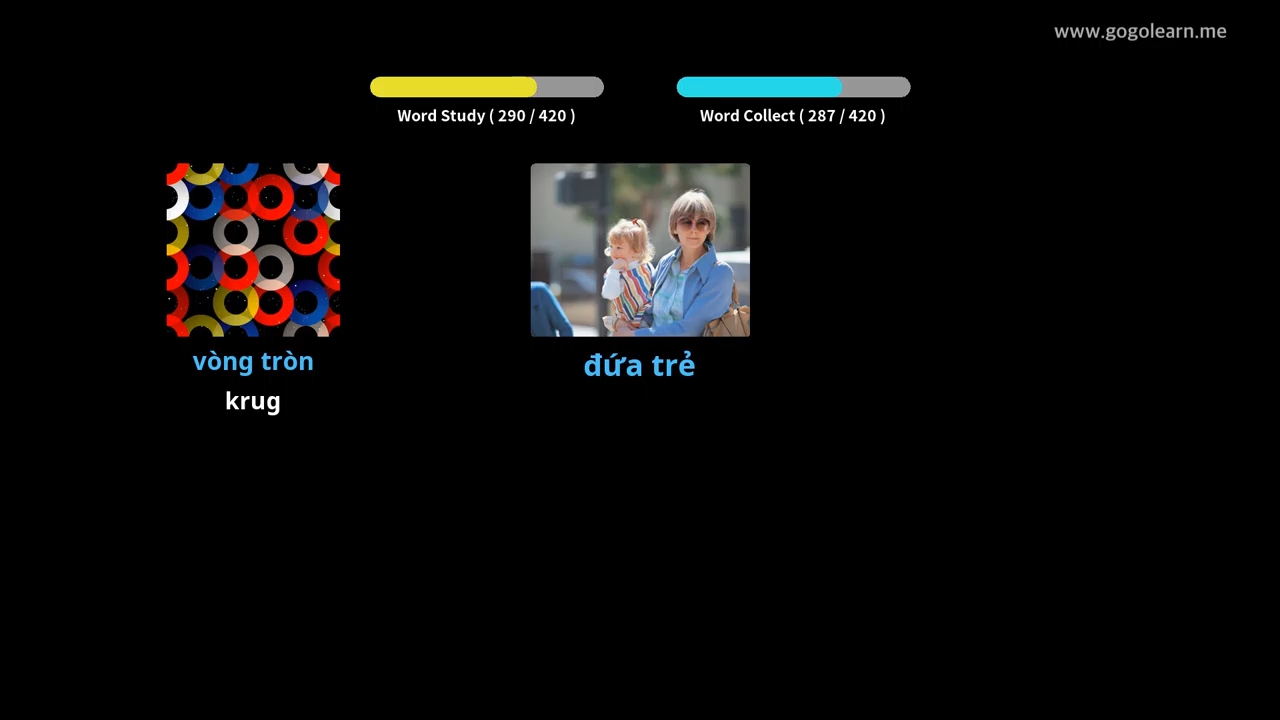 www.gogolearn.me
Word Study ( 290 / 420 )
Word Collect ( 287 / 420 )
vòng tròn
krug
đứa trẻ